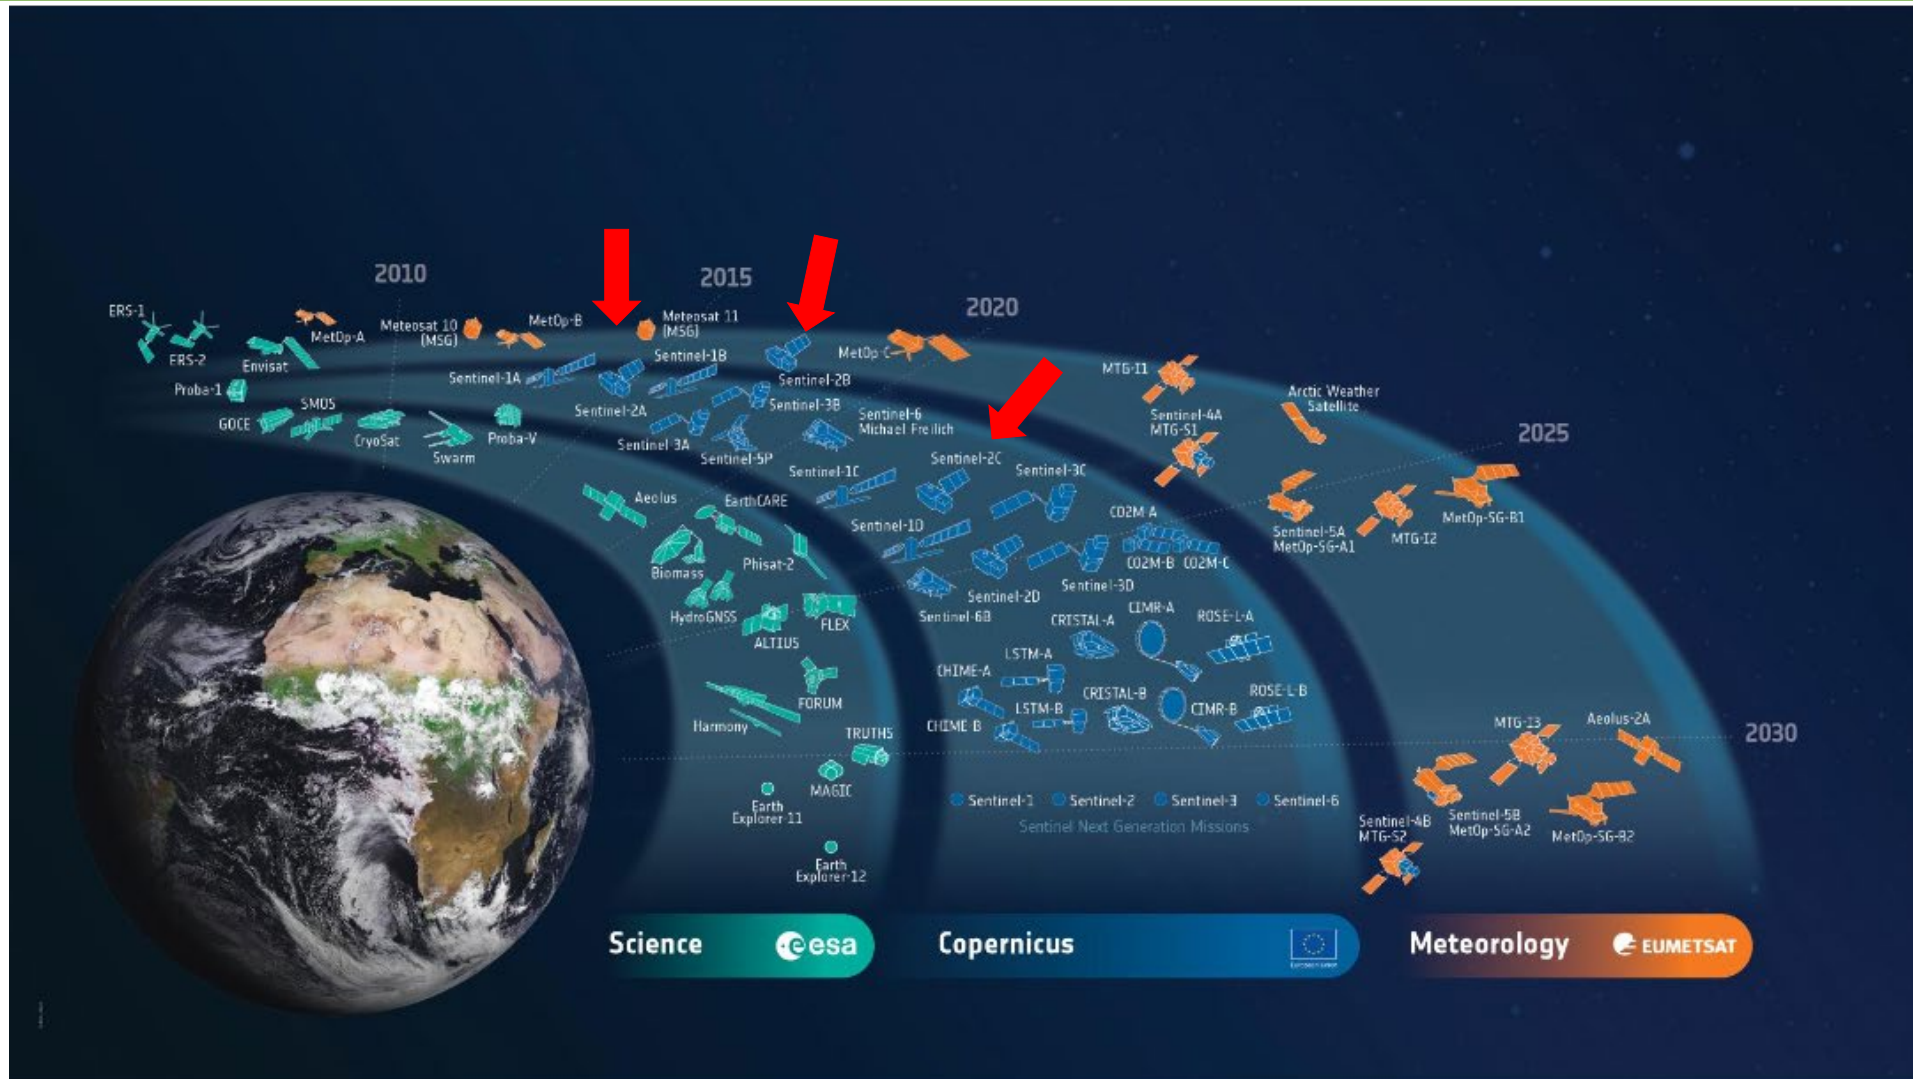 2010
2015
2020
2025
2030
ERS-1
ERS-2
Envisat
MetOp-A
Meteosat 10
(MSG)
MetOp-B
Meteosat 11
(MSG)
MetOp-C
MTG-I1
Sentinel-4A
MTG-S1
Arctic Weather
Satellite
Sentinel-5A
MetOp-SG-A1
MTG-I2
MetOp-SG-B1
MTG-I3
Aeolus-2A
Sentinel-4B
MTG-S2
Sentinel-5B
MetOp-SG-A2
MetOp-SG-B2
Proba-1
GOCE
SMOS
CryoSat
Swarm
Proba-V
Sentinel-1A
Sentinel-2A
Sentinel-1B
Sentinel-2B
Sentinel-3A
Sentinel-3B
Sentinel-5P
Sentinel-6
Michael Freilich
Sentinel-1C
Sentinel-2C
Sentinel-3C
Sentinel-1D
Sentinel-2D
Sentinel-3D
Sentinel-6B
CO2M-A
CO2M-B
CO2M-C
CRISTAL-A
CIMR-A
ROSE-L-A
LSTM-A
CHIME-A
CRISTAL-B
CIMR-B
ROSE-L-B
LSTM-B
CHIME-B
Aeolus
EarthCARE
Biomass
Phisat-2
HydroGNSS
ALTIUS
FLEX
FORUM
Harmony
TRUTHS
MAGIC
Earth
Explorer-11
Earth
Explorer-12
Sentinel-1
Sentinel-2
Sentinel-3
Sentinel-6
Sentinel Next Generation Missions
Science
esa
Copernicus
Meteorology
EUMETSAT